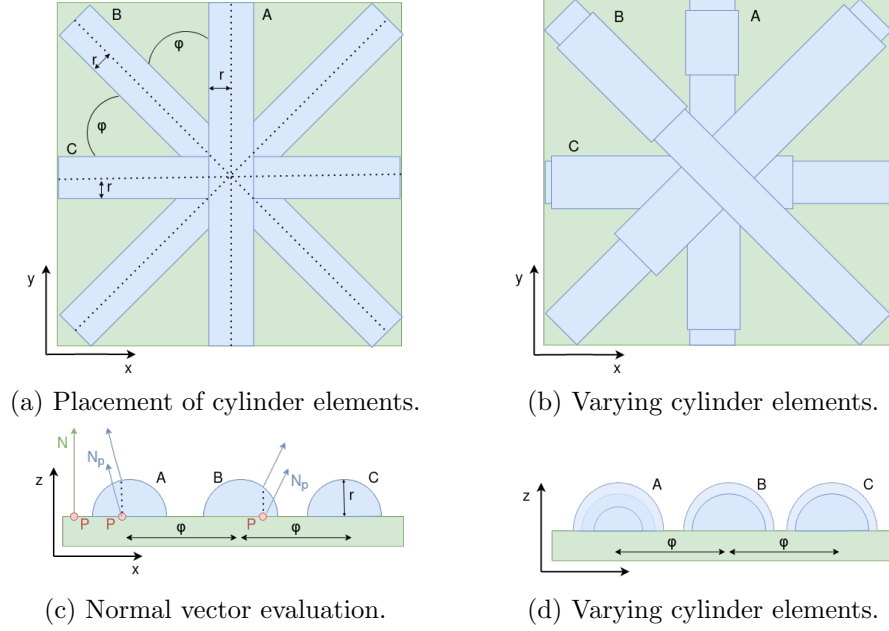 B
A
φ
r
r
φ
C
r
y
x
(a) Placement of cylinder elements.
B
A
C
y
x
(b) Varying cylinder elements.
N
Np
A
B
C
z
Np
r
P
P
P
φ
φ
x
(c) Normal vector evaluation.
z
A
B
C
φ
φ
(d) Varying cylinder elements.